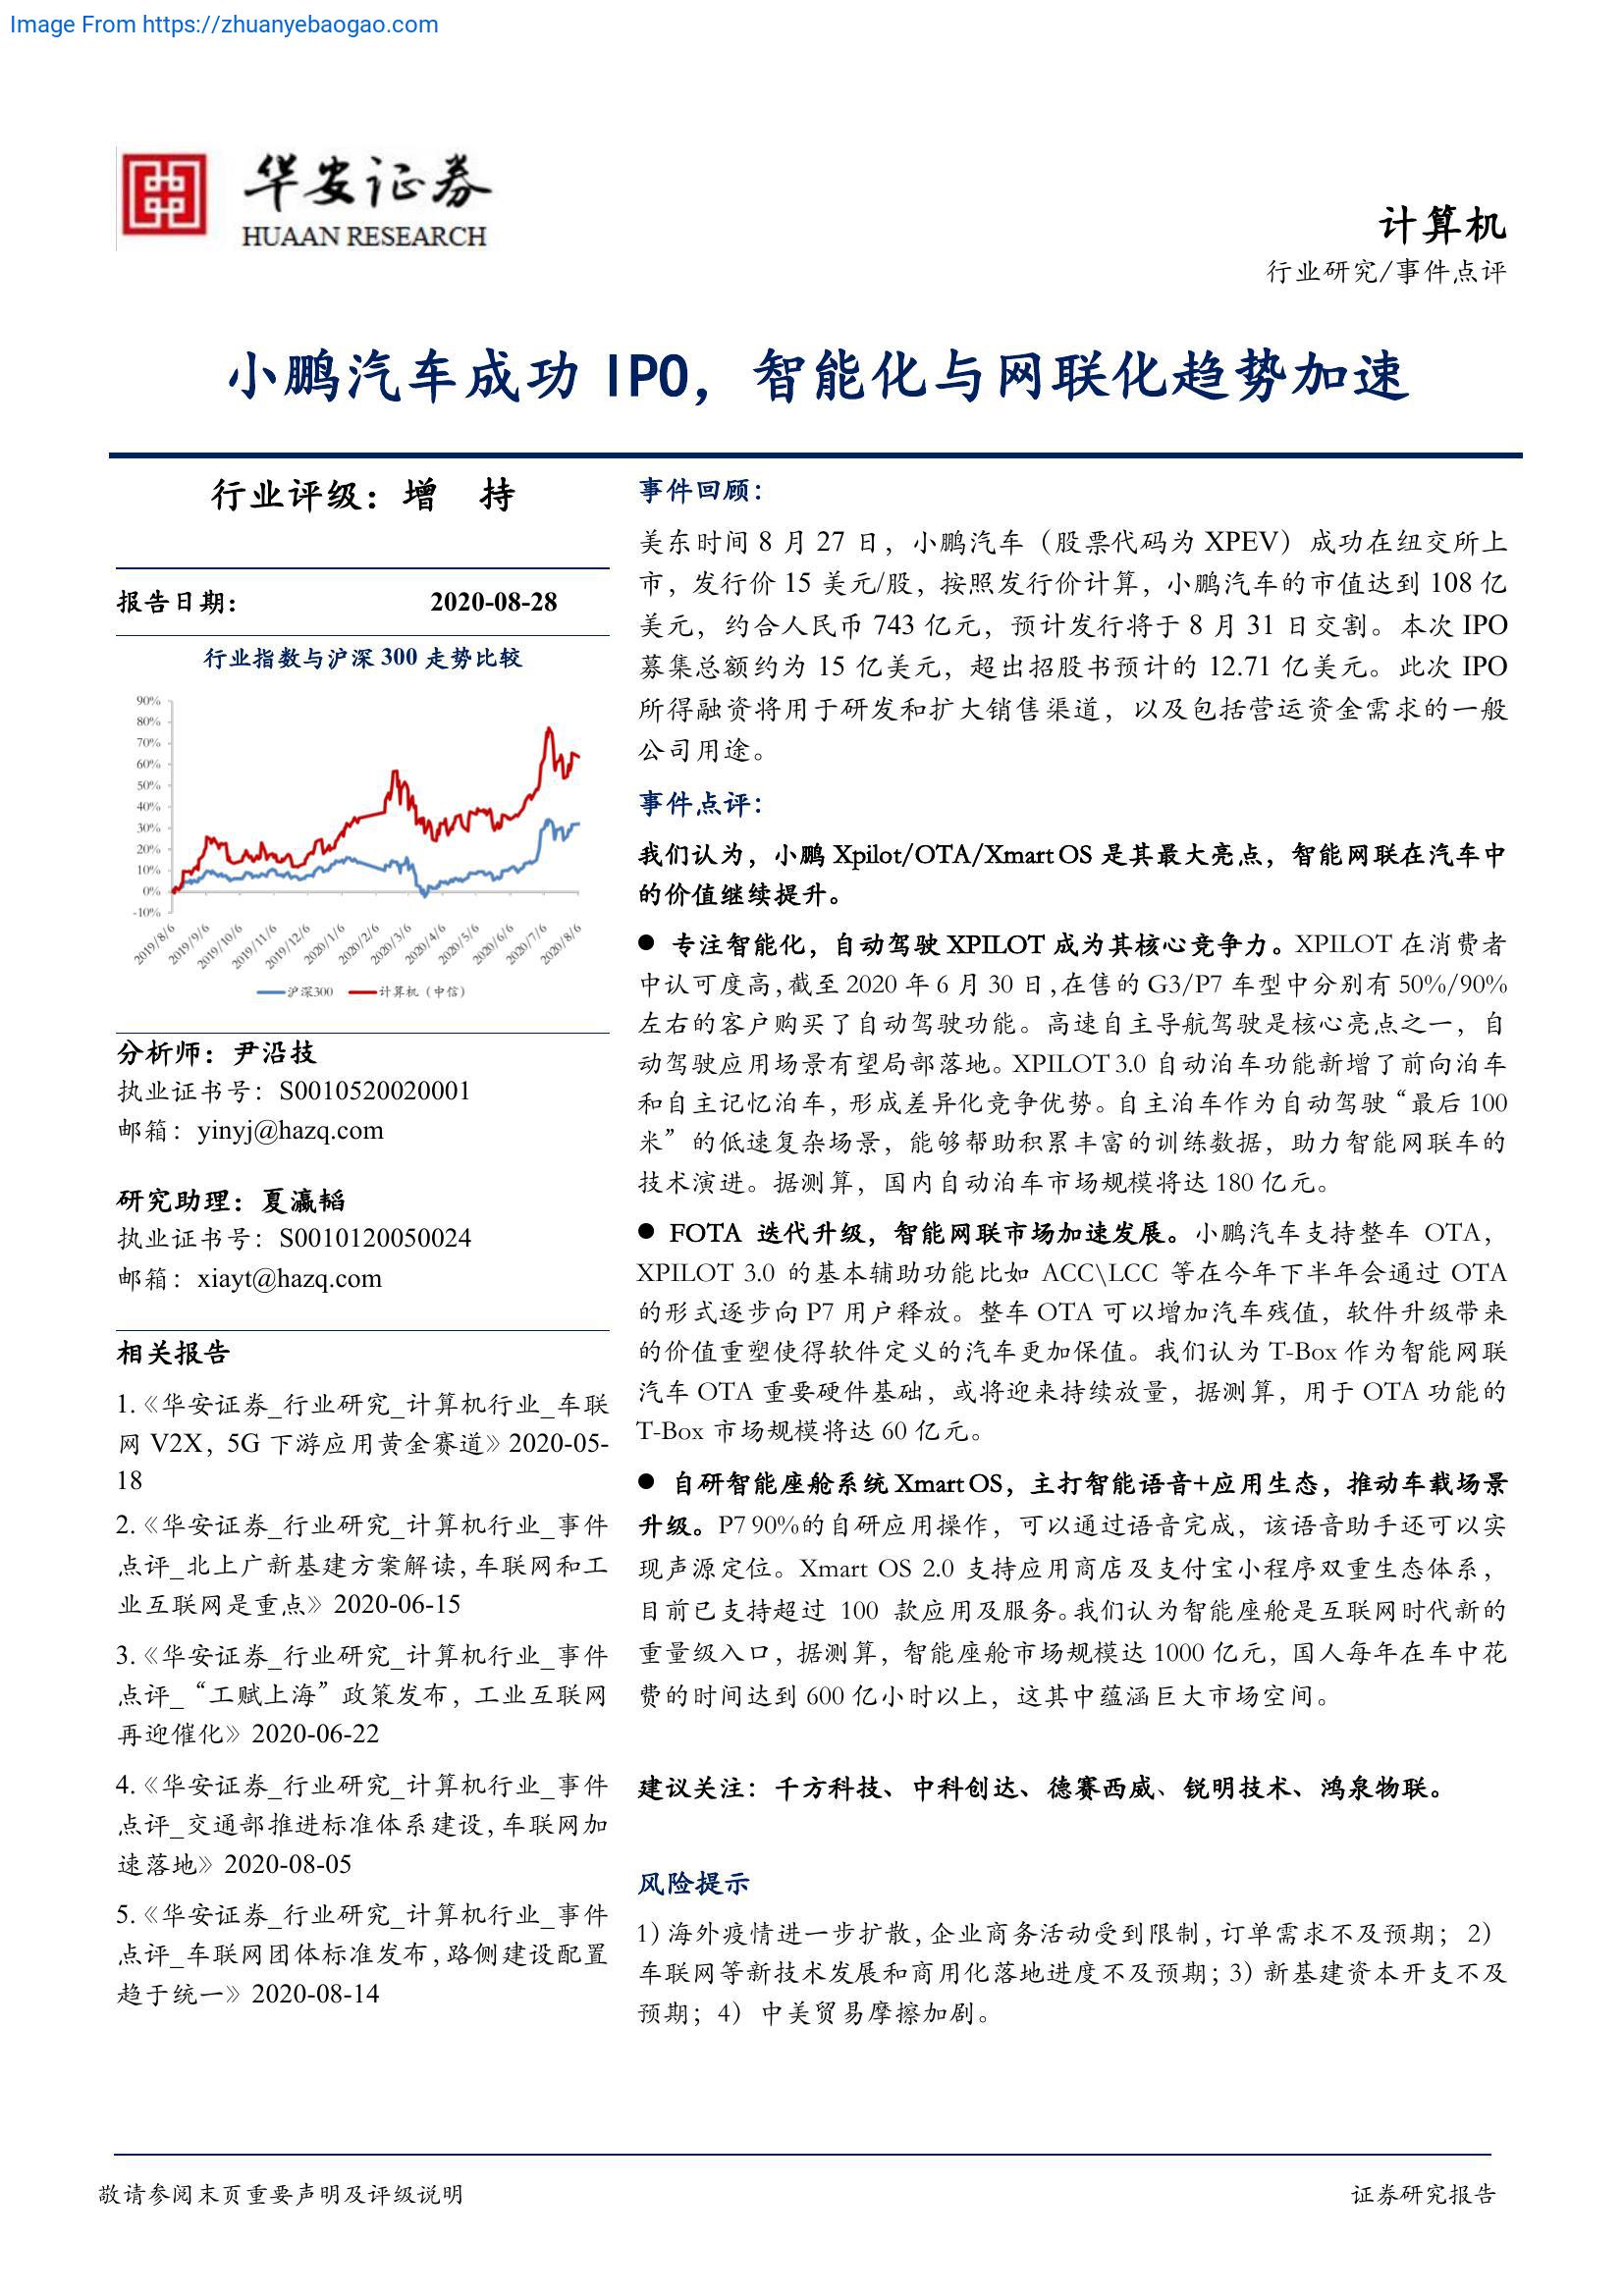 Image From https://zhuanyebaogao.com
华安证券
HUAAN RESEARCH
计算机
行业研究/事件点评
小鹏汽车成功 IPO，智能化与网联化趋势加速
行业评级：增 持
报告日期： 2020-08-28
行业指数与沪深 300 走势比较
90%
80%
70%
60%
50%
40%
30%
20%
10%
0%
-10%
2019/8/6
2019/9/6
2019/10/6
2019/11/6
2019/12/6
2020/1/6
2020/2/6
2020/3/6
2020/4/6
2020/5/6
2020/6/6
2020/7/6
2020/8/6
沪深300 计算机（中信）
分析师：尹沿技
执业证书号：S0010520020001
邮箱：yinyj@hazq.com
研究助理：夏瀛韬
执业证书号：S0010120050024
邮箱：xiayt@hazq.com
相关报告
1.《华安证券_行业研究_计算机行业_车联
网 V2X，5G 下游应用黄金赛道》2020-05-
18
2.《华安证券_行业研究_计算机行业_事件
点评_北上广新基建方案解读，车联网和工
业互联网是重点》2020-06-15
3.《华安证券_行业研究_计算机行业_事件
点评_“工赋上海”政策发布，工业互联网
再迎催化》2020-06-22
4.《华安证券_行业研究_计算机行业_事件
点评_交通部推进标准体系建设，车联网加
速落地》2020-08-05
5.《华安证券_行业研究_计算机行业_事件
点评_车联网团体标准发布，路侧建设配置
趋于统一》2020-08-14
事件回顾：
美东时间 8 月 27 日，小鹏汽车（股票代码为 XPEV）成功在纽交所上
市，发行价 15 美元/股，按照发行价计算，小鹏汽车的市值达到 108 亿
美元，约合人民币 743 亿元，预计发行将于 8 月 31 日交割。本次 IPO
募集总额约为 15 亿美元，超出招股书预计的 12.71 亿美元。此次 IPO
所得融资将用于研发和扩大销售渠道，以及包括营运资金需求的一般
公司用途。
事件点评：
我们认为，小鹏 Xpilot/OTA/Xmart OS 是其最大亮点，智能网联在汽车中
的价值继续提升。
● 专注智能化，自动驾驶 XPILOT 成为其核心竞争力。XPILOT 在消费者
中认可度高，截至 2020 年 6 月 30 日，在售的 G3/P7 车型中分别有 50%/90%
左右的客户购买了自动驾驶功能。高速自主导航驾驶是核心亮点之一，自
动驾驶应用场景有望局部落地。XPILOT 3.0 自动泊车功能新增了前向泊车
和自主记忆泊车，形成差异化竞争优势。自主泊车作为自动驾驶“最后 100
米”的低速复杂场景，能够帮助积累丰富的训练数据，助力智能网联车的
技术演进。据测算，国内自动泊车市场规模将达 180 亿元。
● FOTA 迭代升级，智能网联市场加速发展。小鹏汽车支持整车 OTA，
XPILOT 3.0 的基本辅助功能比如 ACC\LCC 等在今年下半年会通过 OTA
的形式逐步向 P7 用户释放。整车 OTA 可以增加汽车残值，软件升级带来
的价值重塑使得软件定义的汽车更加保值。我们认为 T-Box 作为智能网联
汽车 OTA 重要硬件基础，或将迎来持续放量，据测算，用于 OTA 功能的
T-Box 市场规模将达 60 亿元。
● 自研智能座舱系统 Xmart OS，主打智能语音+应用生态，推动车载场景
升级。P7 90%的自研应用操作，可以通过语音完成，该语音助手还可以实
现声源定位。Xmart OS 2.0 支持应用商店及支付宝小程序双重生态体系，
目前已支持超过 100 款应用及服务。我们认为智能座舱是互联网时代新的
重量级入口，据测算，智能座舱市场规模达 1000 亿元，国人每年在车中花
费的时间达到 600 亿小时以上，这其中蕴涵巨大市场空间。
建议关注：千方科技、中科创达、德赛西威、锐明技术、鸿泉物联。
风险提示
1）海外疫情进一步扩散，企业商务活动受到限制，订单需求不及预期；2）
车联网等新技术发展和商用化落地进度不及预期；3）新基建资本开支不及
预期；4）中美贸易摩擦加剧。
敬请参阅末页重要声明及评级说明
证券研究报告